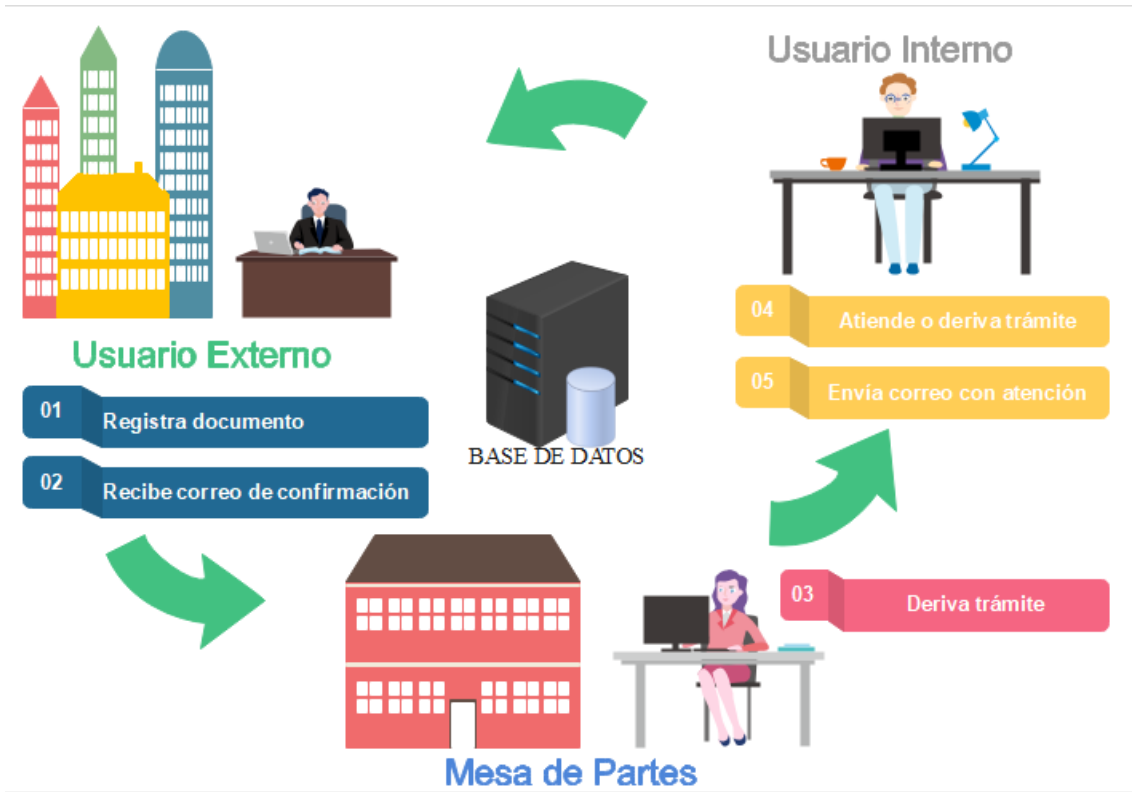 Usuario Interno
04
Atiende o deriva trámite
05
Envía correo con atención
Usuario Externo
01
Registra documento
02
Recibe correo de confirmación
BASE DE DATOS
03
Deriva trámite
Mesa de Partes